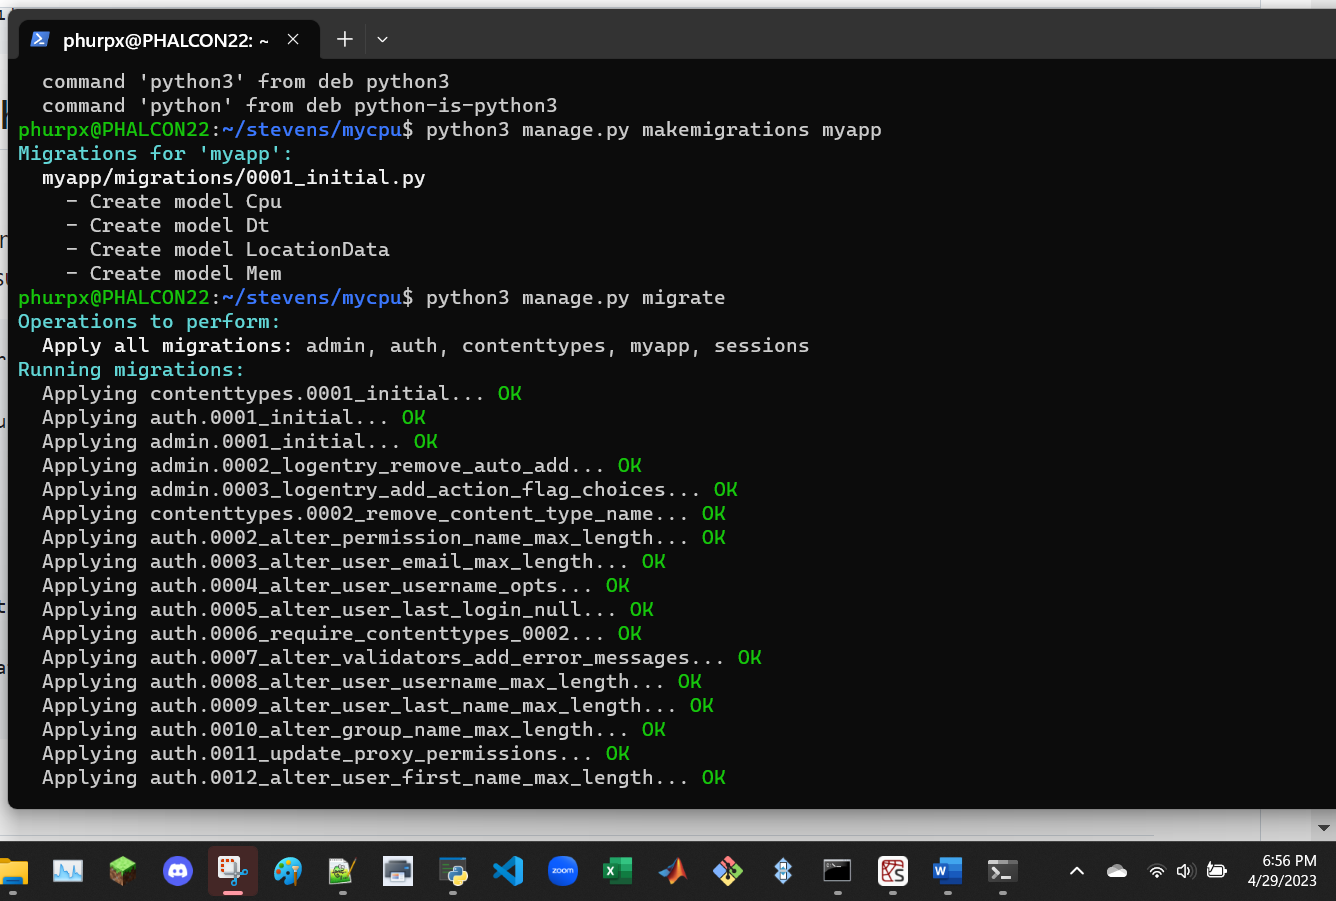 phurpx@PHALCON22: ~
command 'python3' from deb python3
command 'python' from deb python-is-python3
phurpx@PHALCON22:~/stevens/mycpu$ python3 manage.py makemigrations myapp
Migrations for 'myapp':
myapp/migrations/0001_initial.py
- Create model Cpu
- Create model Dt
- Create model LocationData
- Create model Mem
phurpx@PHALCON22:~/stevens/mycpu$ python3 manage.py migrate
Operations to perform:
Apply all migrations: admin, auth, contenttypes, myapp, sessions
Running migrations:
Applying contenttypes.0001_initial... OK
Applying auth.0001_initial... OK
Applying admin.0001_initial... OK
Applying admin.0002_logentry_remove_auto_add... OK
Applying admin.0003_logentry_add_action_flag_choices... OK
Applying contenttypes.0002_remove_content_type_name... OK
Applying auth.0002_alter_permission_name_max_length... OK
Applying auth.0003_alter_user_email_max_length... OK
Applying auth.0004_alter_user_username_opts... OK
Applying auth.0005_alter_user_last_login_null... OK
Applying auth.0006_require_contenttypes_0002... OK
Applying auth.0007_alter_validators_add_error_messages... OK
Applying auth.0008_alter_user_username_max_length... OK
Applying auth.0009_alter_user_last_name_max_length... OK
Applying auth.0010_alter_group_name_max_length... OK
Applying auth.0011_update_proxy_permissions... OK
Applying auth.0012_alter_user_first_name_max_length... OK
zoom
6:56 PM
4/29/2023